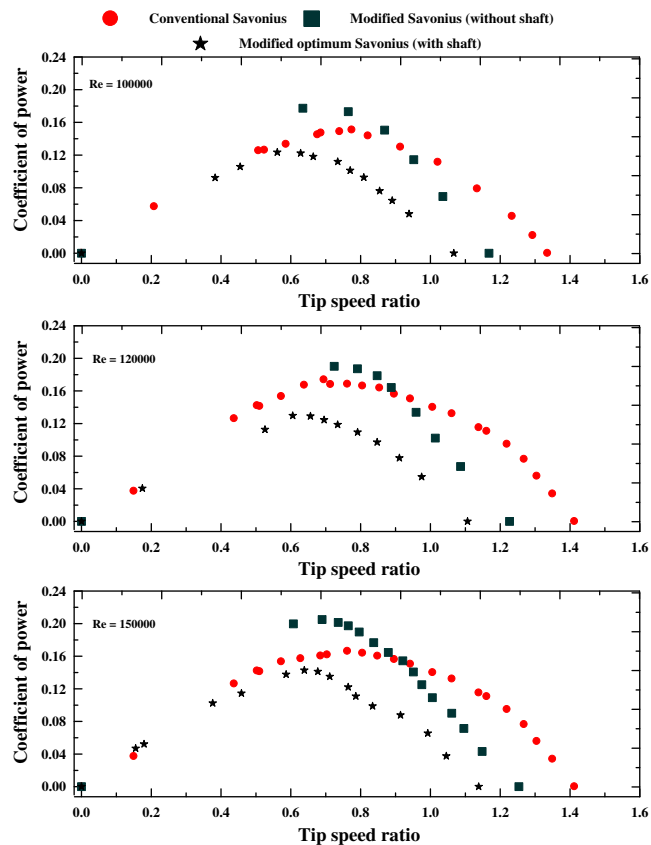 Conventional Savonius
Modified Savonius (without shaft)
Modified optimum Savonius (with shaft)
Coefficient of power
0.24
0.20
0.16
0.12
0.08
0.04
0.00
Re = 100000
0.0 0.2 0.4 0.6 0.8 1.0 1.2 1.4 1.6
Tip speed ratio
Coefficient of power
0.24
0.20
0.16
0.12
0.08
0.04
0.00
Re = 120000
0.0 0.2 0.4 0.6 0.8 1.0 1.2 1.4 1.6
Tip speed ratio
Coefficient of power
0.24
0.20
0.16
0.12
0.08
0.04
0.00
Re = 150000
0.0 0.2 0.4 0.6 0.8 1.0 1.2 1.4 1.6
Tip speed ratio